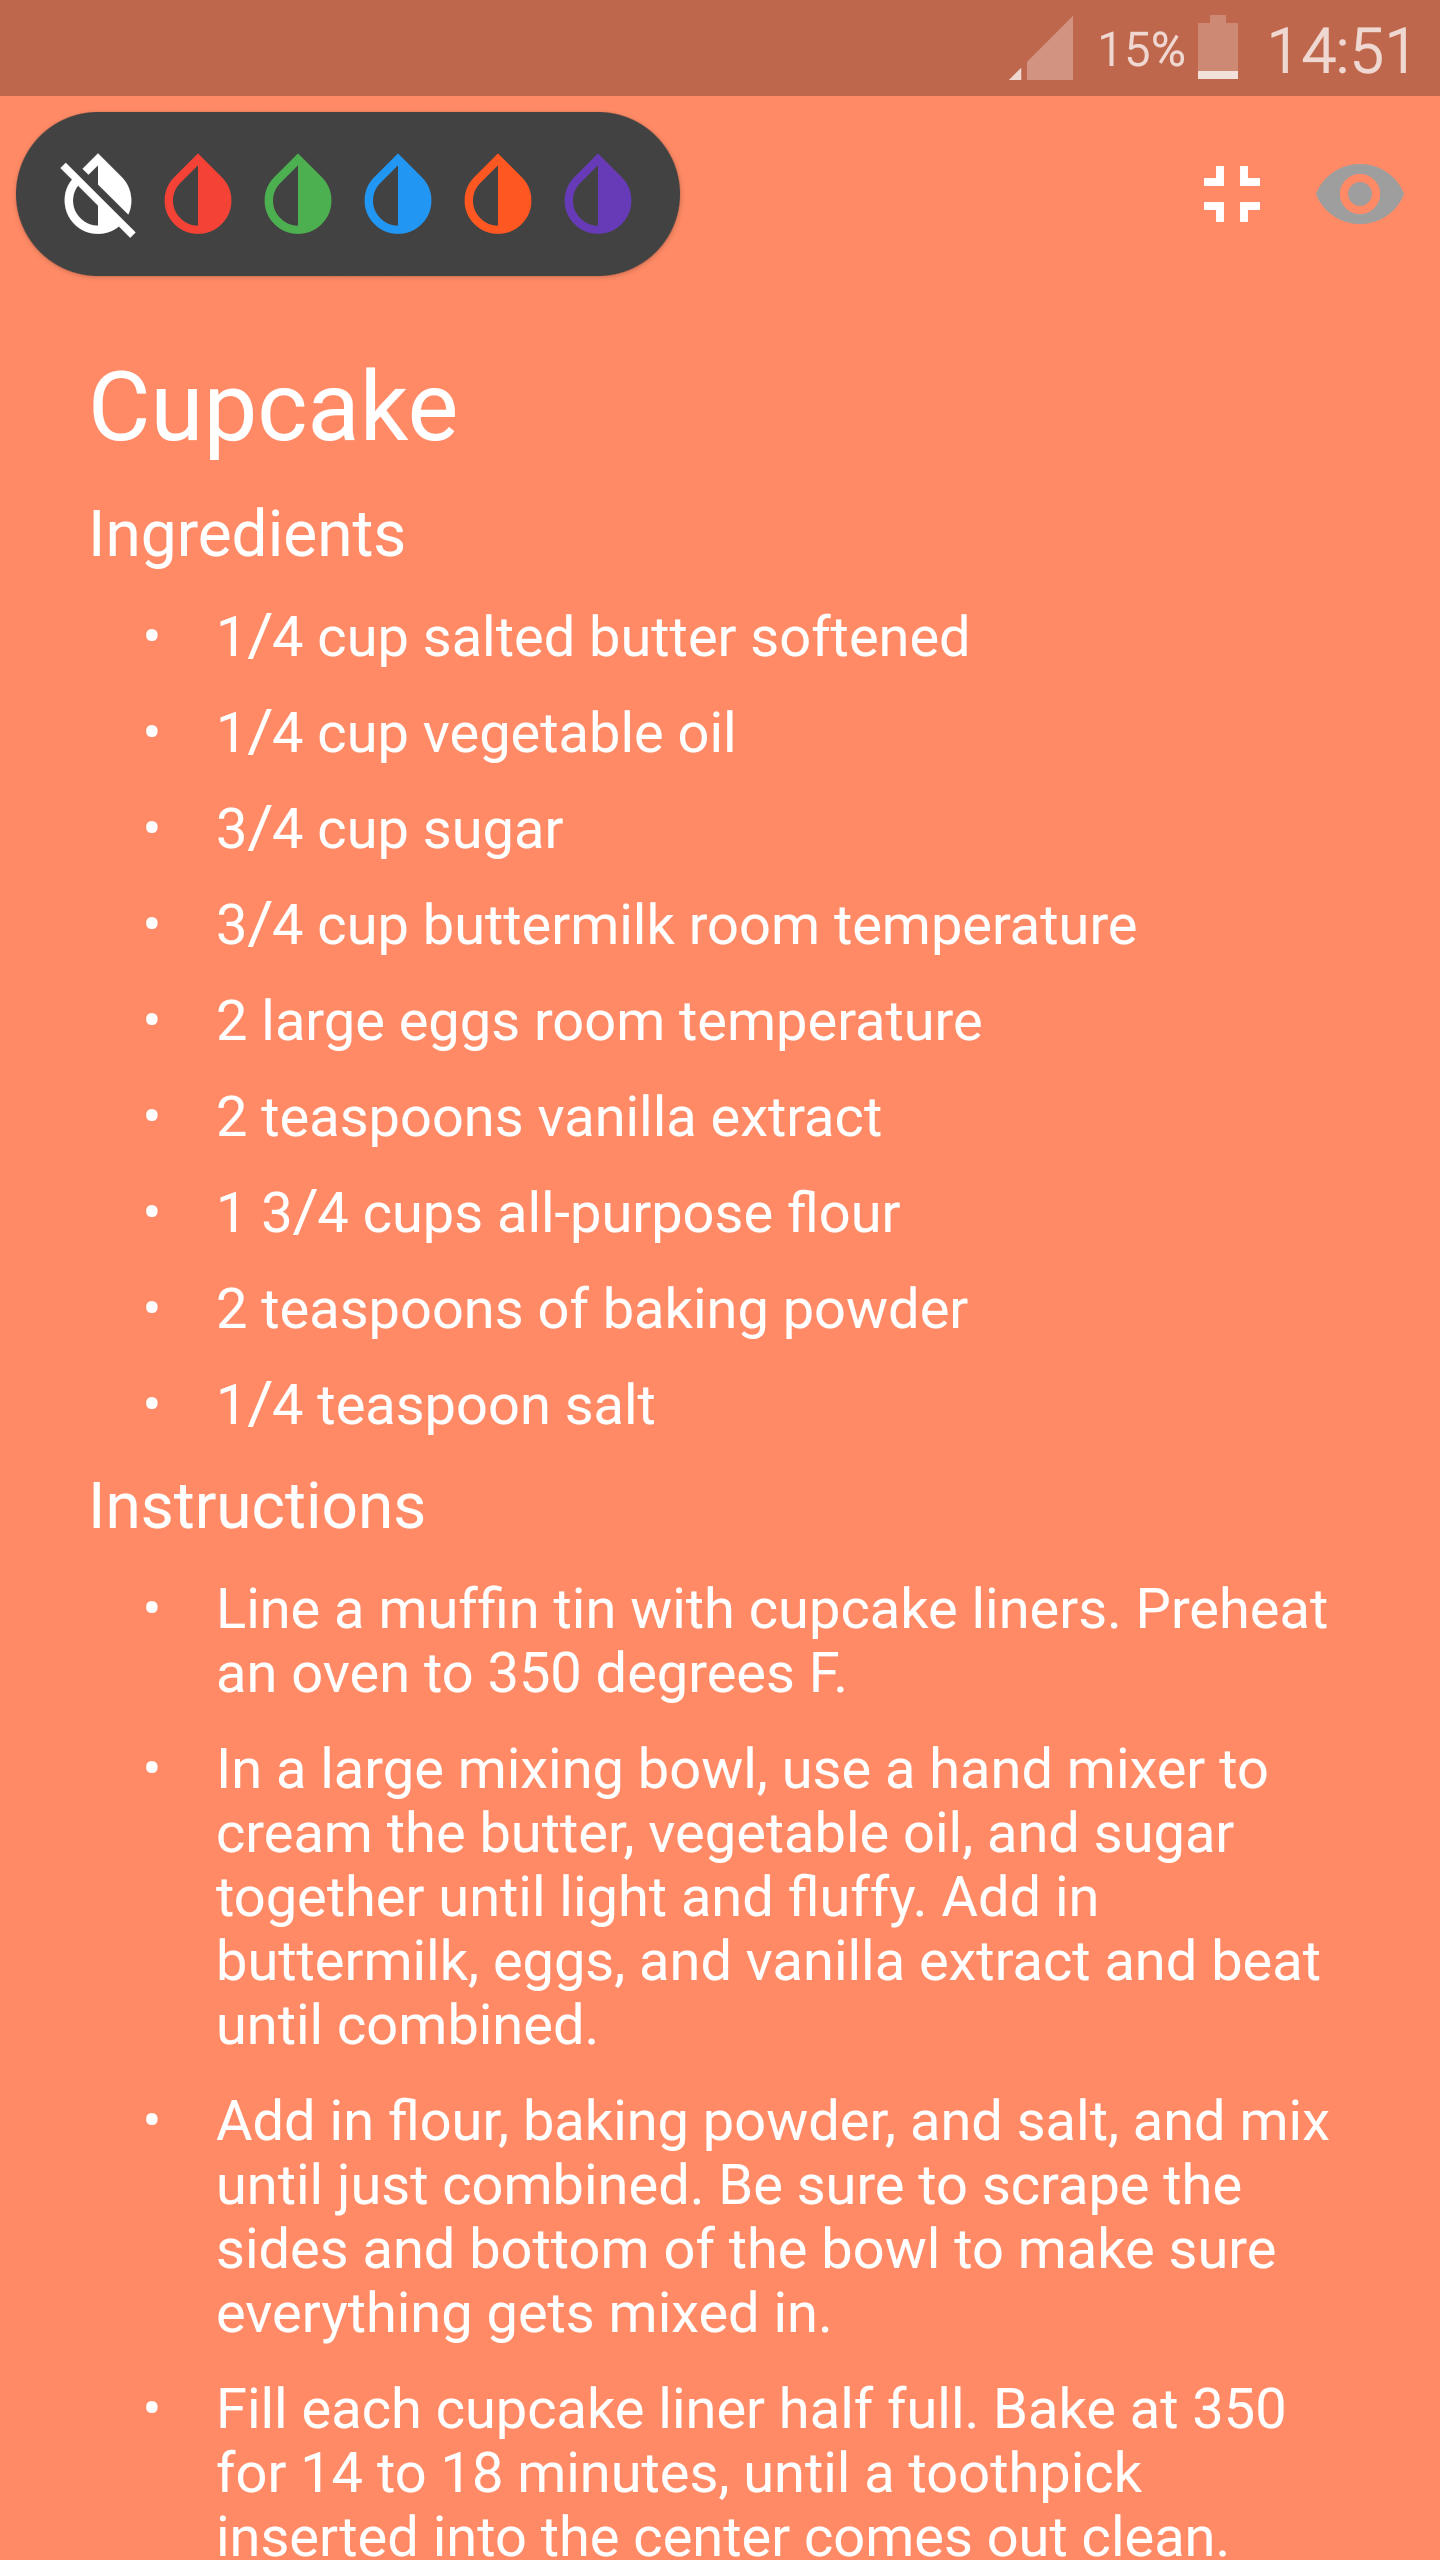 15% 14:51
Cupcake
Ingredients
• 1/4 cup salted butter softened
• 1/4 cup vegetable oil
• 3/4 cup sugar
• 3/4 cup buttermilk room temperature
• 2 large eggs room temperature
• 2 teaspoons vanilla extract
• 1 3/4 cups all-purpose flour
• 2 teaspoons of baking powder
• 1/4 teaspoon salt
Instructions
• Line a muffin tin with cupcake liners. Preheat
an oven to 350 degrees F.
• In a large mixing bowl, use a hand mixer to
cream the butter, vegetable oil, and sugar
together until light and fluffy. Add in
buttermilk, eggs, and vanilla extract and beat
until combined.
• Add in flour, baking powder, and salt, and mix
until just combined. Be sure to scrape the
sides and bottom of the bowl to make sure
everything gets mixed in.
• Fill each cupcake liner half full. Bake at 350
for 14 to 18 minutes, until a toothpick
inserted into the center comes out clean.